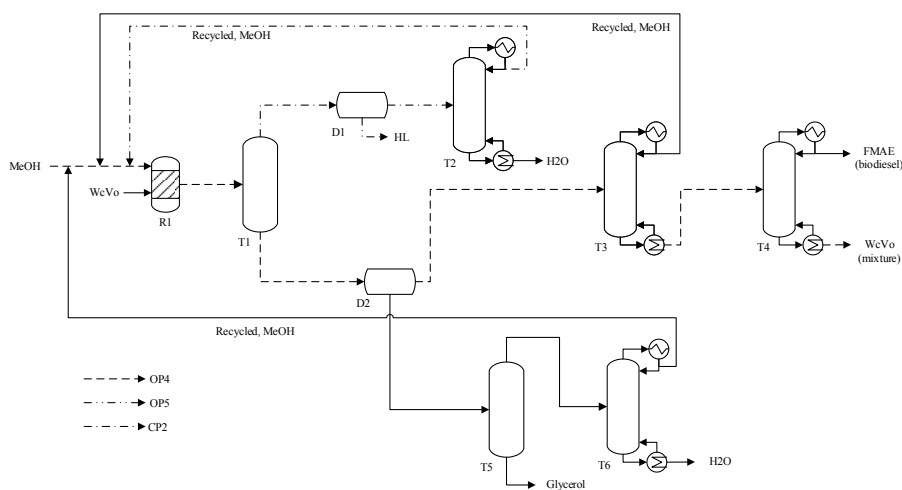 Recycled, MeOH
Recycled, MeOH
D1
HL
T2
H2O
MeOH
WcVo
R1
T1
T3
T4
FMAE
(biodiesel)
WcVo
(mixture)
D2
Recycled, MeOH
OP4
OP5
CP2
T5
Glycerol
T6
H2O